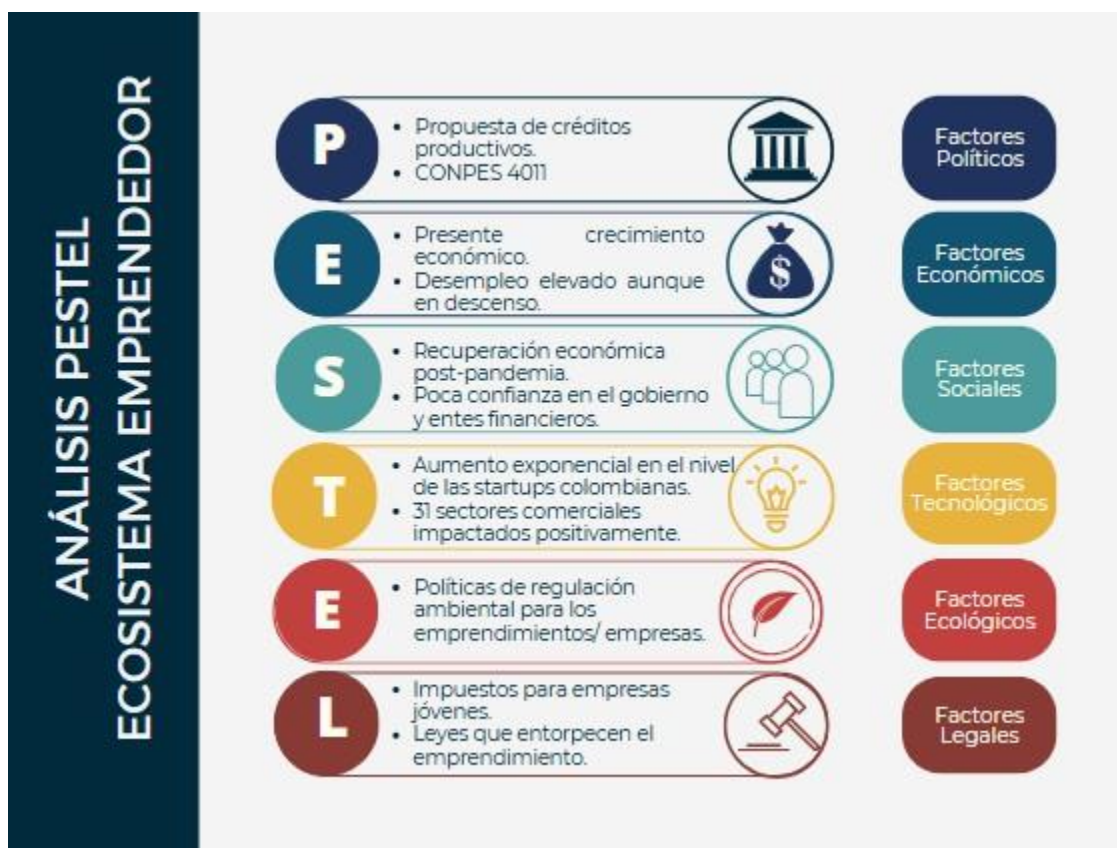 ANÁLISIS PESTEL
ECOSISTEMA EMPRENDEDOR
P
• Propuesta de créditos
productivos.
• CONPES 4011
Factores
Políticos
E
• Presente crecimiento
económico.
• Desempleo elevado aunque
en descenso.
$
Factores
Económicos
S
• Recuperación económica
post-pandemia.
• Poca confianza en el gobierno
y entes financieros.
Factores
Sociales
T
• Aumento exponencial en el nivel
de las startups colombianas.
• 31 sectores comerciales
impactados positivamente.
Factores
Tecnológicos
E
• Políticas de regulación
ambiental para los
emprendimientos/ empresas.
Factores
Ecológicos
L
• Impuestos para empresas
jóvenes.
• Leyes que entorpecen el
emprendimiento.
Factores
Legales